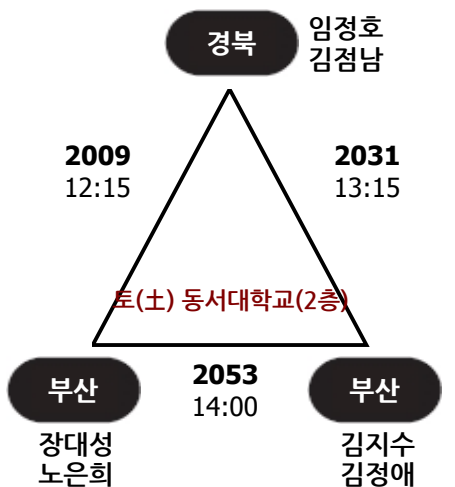 경북
임정호
김점남
2009
12:15
2031
13:15
토(土) 동서대학교(2층)
2053
14:00
부산
장대성
노은희
부산
김지수
김정애